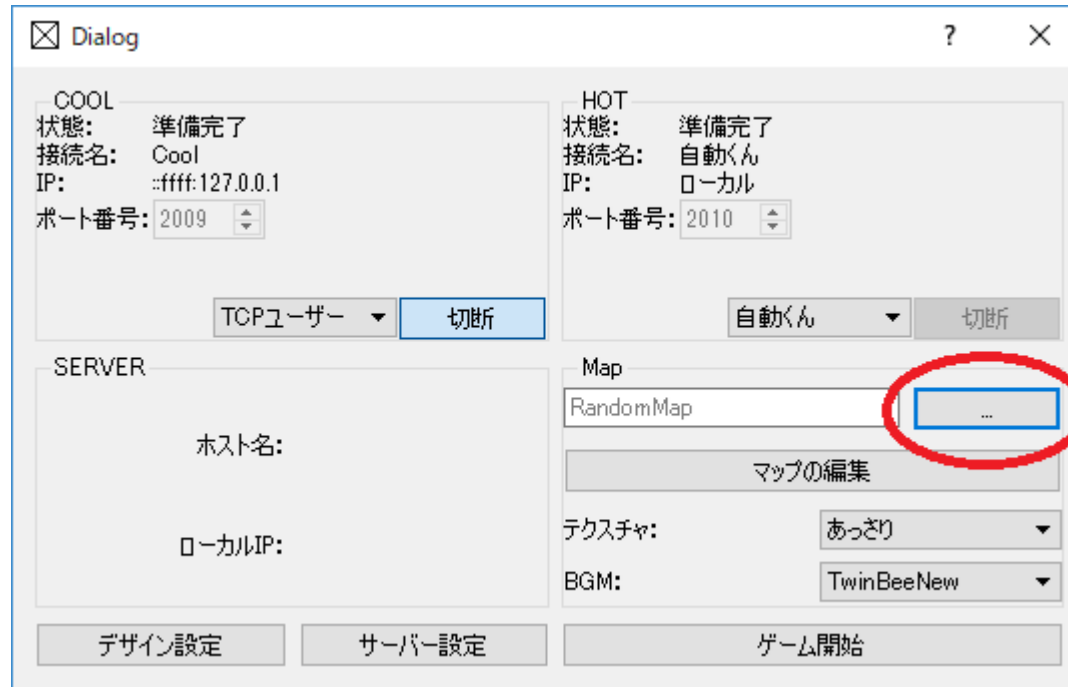 Dialog
?
COOL
状態: 準備完了
接続名: Cool
IP: ::ffff:127.0.0.1
ポート番号: 2009
TCPユーザー 切断
HOT
状態: 準備完了
接続名: 自動くん
IP: ローカル
ポート番号: 2010
自動くん 切断
SERVER
ホスト名:
ローカルIP:
Map
RandomMap ...
マップの編集
テクスチャ: あっさり
BGM: TwinBeeNew
デザイン設定 サーバー設定 ゲーム開始